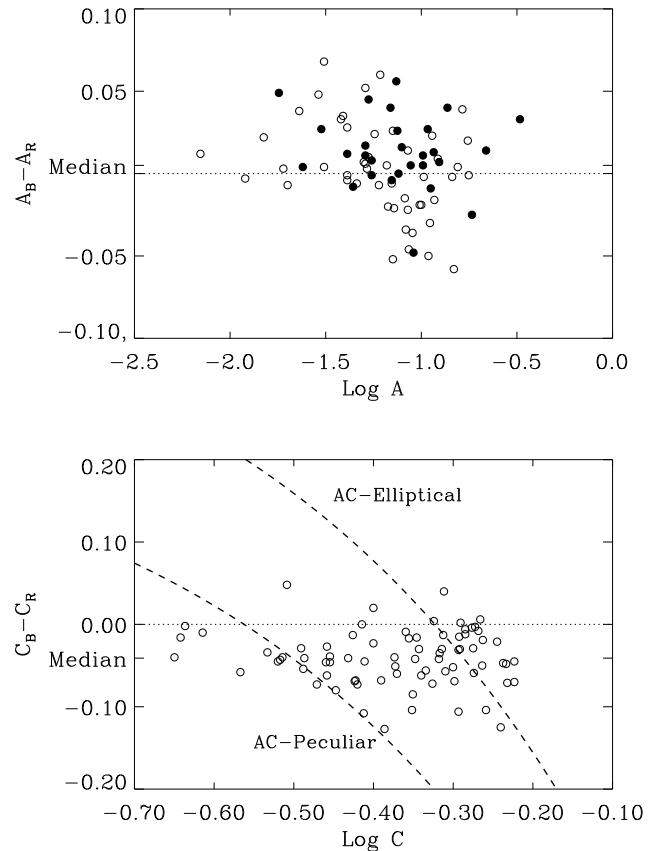 0.10
0.05
Median
−0.05
−0.10,
A_B−A_R
−2.5 −2.0 −1.5 −1.0 −0.5 0.0
Log A
0.20
0.10
0.00
Median
−0.10
−0.20
C_B−C_R
AC−Elliptical
AC−Peculiar
−0.70 −0.60 −0.50 −0.40 −0.30 −0.20 −0.10
Log C